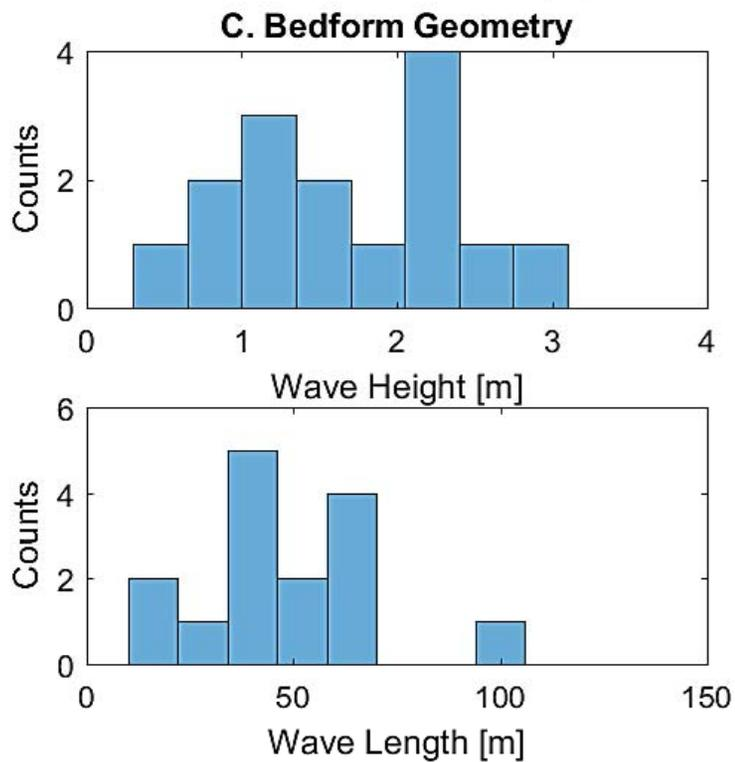 C. Bedform Geometry
4
2
0
Counts
0 1 2 3 4
Wave Height [m]
6
4
2
0
Counts
0 50 100 150
Wave Length [m]